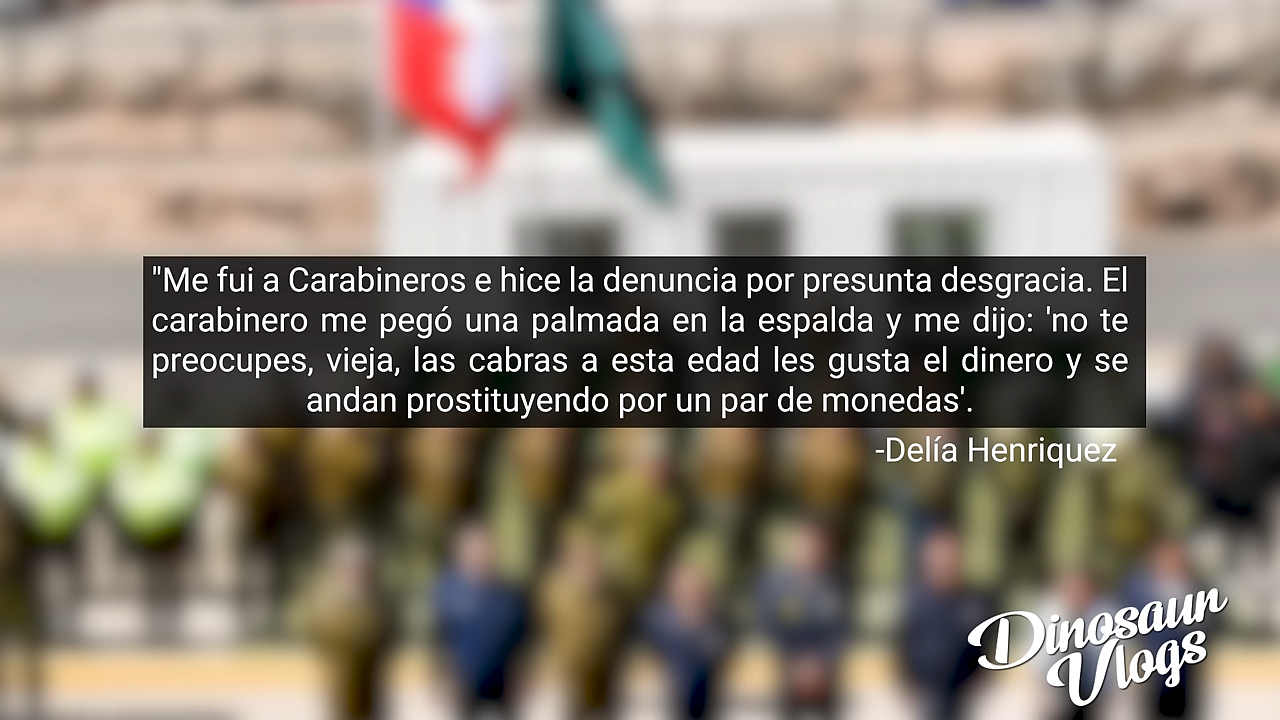 "Me fui a Carabineros e hice la denuncia por presunta desgracia. El
carabinero me pegó una palmada en la espalda y me dijo: 'no te
preocupes, vieja, las cabras a esta edad les gusta el dinero y se
andan prostituyendo por un par de monedas'.
-Delía Henriquez
Dinosaur
Vlogs